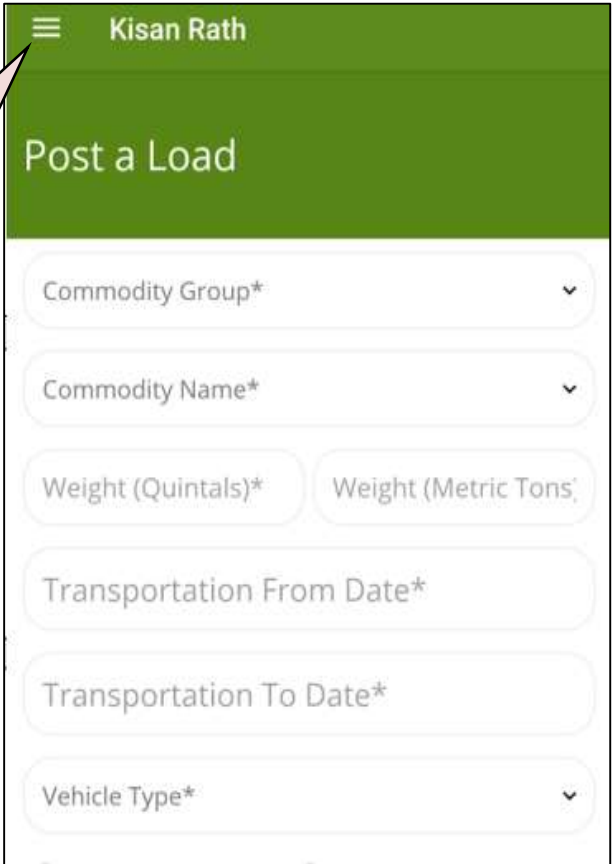 Kisan Rath
Post a Load
Commodity Group*
Commodity Name*
Weight (Quintals)* Weight (Metric Tons)
Transportation From Date*
Transportation To Date*
Vehicle Type*